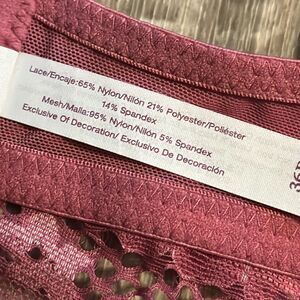 Lace/Encaje:65% Nylon/Nilón 21% Polyester/Poliéster
14% Spandex
Mesh/Malla:95% Nylon/Nilón 5% Spandex
Exclusive Of Decoration/ Exclusivo De Decoración